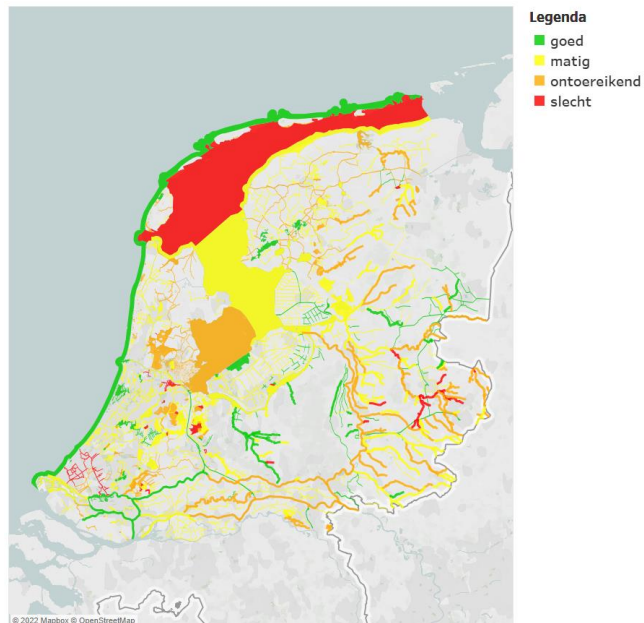 Legenda
goed
matig
ontoereikend
slecht
© 2022 Mapbox © OpenStreetMap